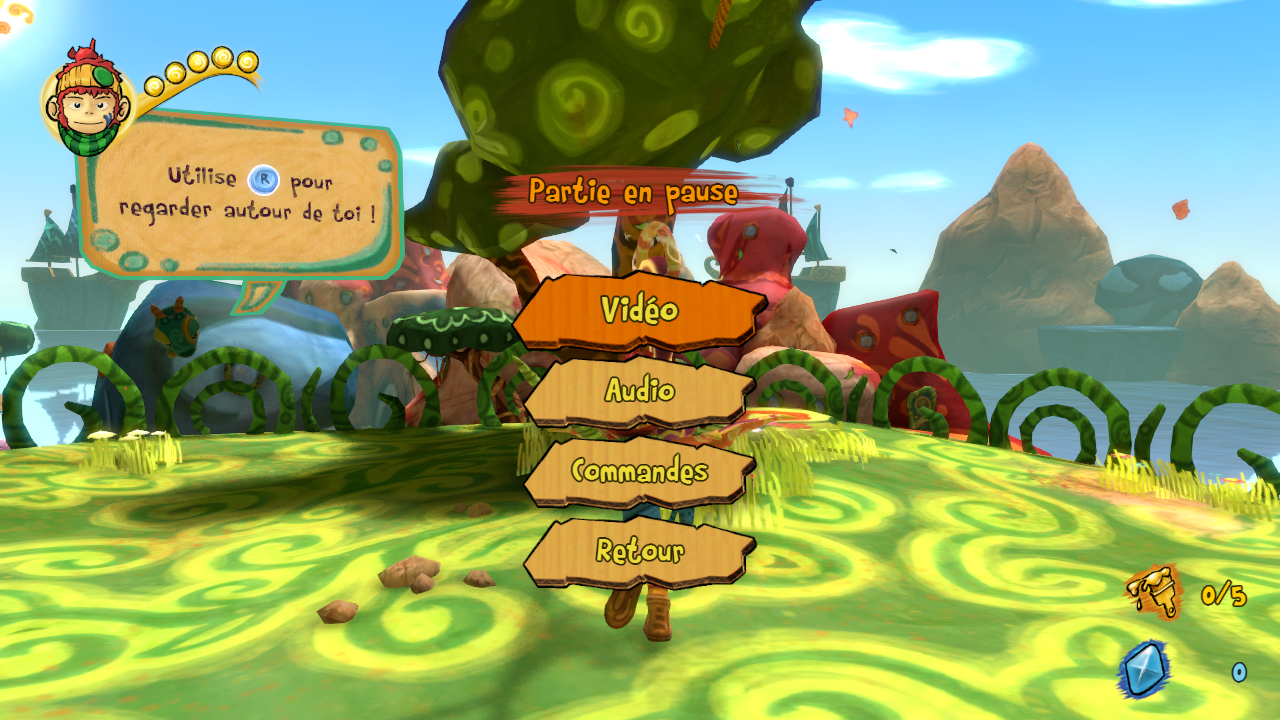 Utilise R pour
regarder autour de toi !
Partie en pause
Vidéo
Audio
Commandes
Retour
0/5
0